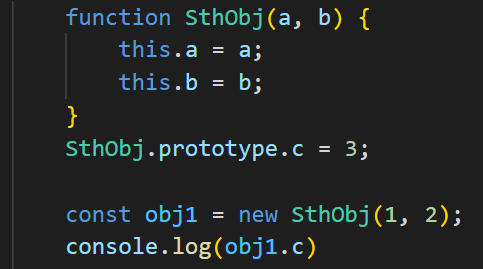 function SthObj(a, b) {
    this.a = a;
    this.b = b;
}
SthObj.prototype.c = 3;
const obj1 = new SthObj(1, 2);
console.log(obj1.c)